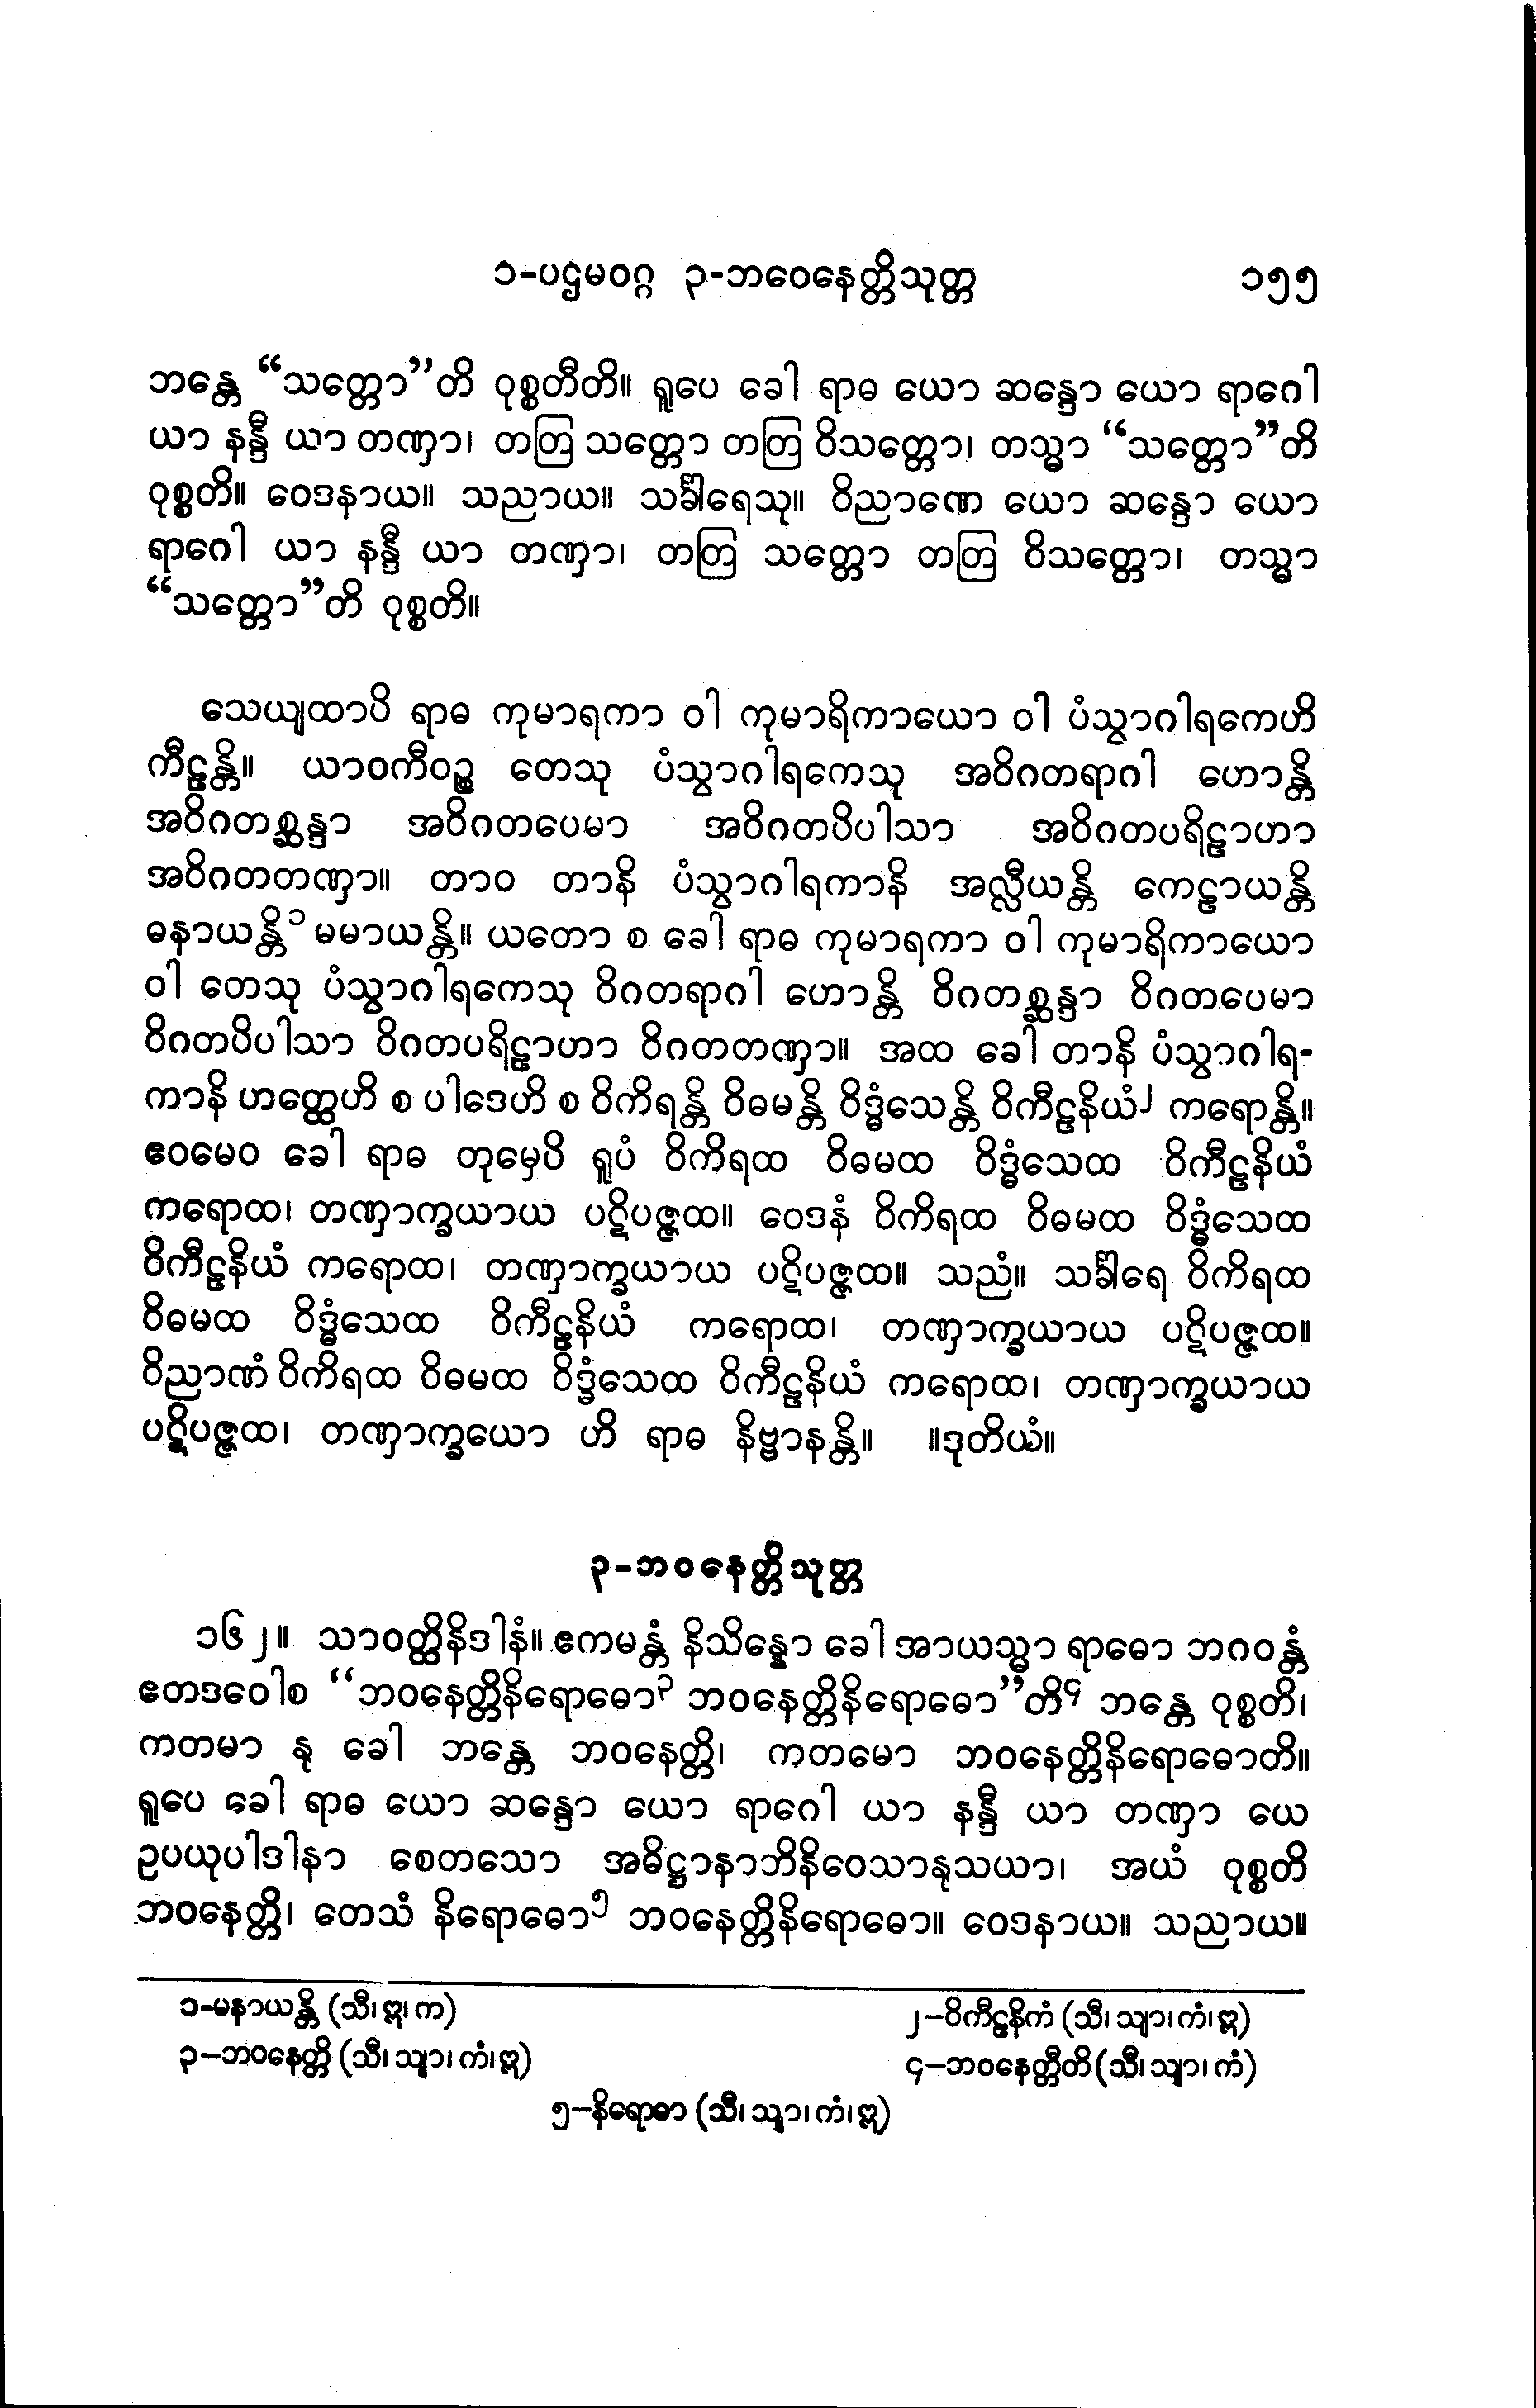 ၁-ပဌမဝဂ္ဂ ၃-ဘဝေနေတ္တိသုတ္တ ၁၅၅
ဘန္တေ “သတ္တော”တိ ဝုစ္စတီတိ။ ရူပေ ခေါ ရာဓ ယော ဆန္ဒော ယော ရာဂေါ
ယာ နန္ဒီ ယာ တဏှာ၊ တတြ သတ္တော တတြ ဝိသတ္တော၊ တသ္မာ “သတ္တော”တိ
ဝုစ္စတိ။ ဝေဒနာယ။ သညာယ။ သင်္ခါရေသု။ ဝိညာဏေ ယော ဆန္ဒော ယော
ရာဂေါ ယာ နန္ဒီ ယာ တဏှာ၊ တတြ သတ္တော တတြ ဝိသတ္တော၊ တသ္မာ
“သတ္တော”တိ ဝုစ္စတိ။
သေယျထာပိ ရာဓ ကုမာရကာ ဝါ ကုမာရိကာယော ဝါ ပံသွာဂါရကေဟိ
ကီဠန္တိ။ ယာဝကီဝဉ္စ တေသု ပံသွာဂါရကေသု အဝိဂတရာဂါ ဟောန္တိ
အဝိဂတစ္ဆန္ဒာ အဝိဂတပေမာ အဝိဂတပိပါသာ အဝိဂတပရိဠာဟာ
အဝိဂတတဏှာ။ တာဝ တာနိ ပံသွာဂါရကာနိ အလ္လီယန္တိ ကေဠာယန္တိ
ဓနာယန္တိ၁ မမာယန္တိ။ ယတော စ ခေါ ရာဓ ကုမာရကာ ဝါ ကုမာရိကာယော
ဝါ တေသု ပံသွာဂါရကေသု ဝိဂတရာဂါ ဟောန္တိ ဝိဂတစ္ဆန္ဒာ ဝိဂတပေမာ
ဝိဂတပိပါသာ ဝိဂတပရိဠာဟာ ဝိဂတတဏှာ။ အထ ခေါ တာနိ ပံသွာဂါရ-
ကာနိ ဟတ္ထေဟိ စ ပါဒေဟိ စ ဝိကိရန္တိ ဝိဓမန္တိ ဝိဒ္ဓံသေန္တိ ဝိကီဠနိယံ၂ ကရောန္တိ။
ဧဝမေဝ ခေါ ရာဓ တုမှေပိ ရူပံ ဝိကိရထ ဝိဓမထ ဝိဒ္ဓံသေထ ဝိကီဠနိယံ
ကရောထ၊ တဏှာက္ခယာယ ပဋိပဇ္ဇထ။ ဝေဒနံ ဝိကိရထ ဝိဓမထ ဝိဒ္ဓံသေထ
ဝိကီဠနိယံ ကရောထ၊ တဏှာက္ခယာယ ပဋိပဇ္ဇထ။ သညံ။ သင်္ခါရေ ဝိကိရထ
ဝိဓမထ ဝိဒ္ဓံသေထ ဝိကီဠနိယံ ကရောထ၊ တဏှာက္ခယာယ ပဋိပဇ္ဇထ။
ဝိညာဏံ ဝိကိရထ ဝိဓမထ ဝိဒ္ဓံသေထ ဝိကီဠနိယံ ကရောထ၊ တဏှာက္ခယာယ
ပဋိပဇ္ဇထ၊ တဏှာက္ခယော ဟိ ရာဓ နိဗ္ဗာနန္တိ။ ။ဒုတိယံ။
၃-ဘဝနေတ္တိသုတ္တ
၁၆၂။ သာဝတ္ထိနိဒါနံ။ ဧကမန္တံ နိသိန္နော ခေါ အာယသ္မာ ရာဓော ဘဂဝန္တံ
ဧတဒဝေါစ “ဘဝနေတ္တိနိရောဓော၃ ဘဝနေတ္တိနိရောဓော”တိ၄ ဘန္တေ ဝုစ္စတိ၊
ကတမာ နု ခေါ ဘန္တေ ဘဝနေတ္တိ၊ ကတမော ဘဝနေတ္တိနိရောဓောတိ။
ရူပေ ခေါ ရာဓ ယော ဆန္ဒော ယော ရာဂေါ ယာ နန္ဒီ ယာ တဏှာ ယေ
ဥပယုပါဒါနာ စေတသော အဓိဋ္ဌာနာဘိနိဝေသာနုသယာ၊ အယံ ဝုစ္စတိ
ဘဝနေတ္တိ၊ တေသံ နိရောဓော၅ ဘဝနေတ္တိနိရောဓော။ ဝေဒနာယ။ သညာယ။
၁-မနာယန္တိ (သီ၊ ဣ၊ က) ၂-ဝိကီဠနိကံ (သီ၊ သျာ၊ ကံ၊ ဣ)
၃-ဘဝနေတ္တိ (သီ၊ သျာ၊ ကံ၊ ဣ) ၄-ဘဝနေတ္တီတိ (သီ၊ သျာ၊ ကံ)
၅-နိရောဓာ (သီ၊ သျာ၊ ကံ၊ ဣ)